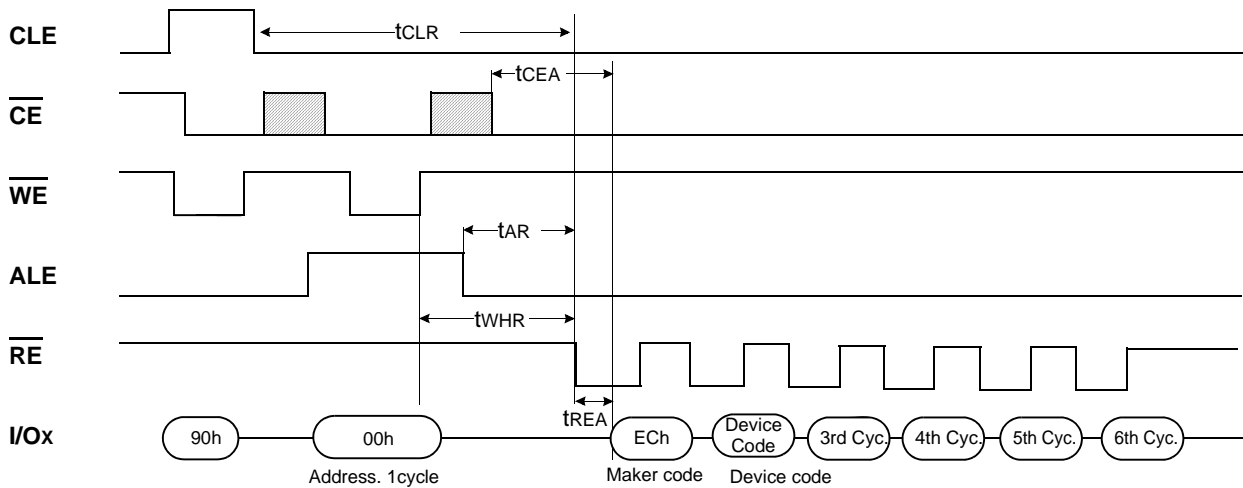 CLE
tCLR
tCEA
CE
WE
tAR
ALE
tWHR
RE
tREA
I/Ox
90h
00h
ECh
Device
Code
3rd Cyc.
4th Cyc.
5th Cyc.
6th Cyc.
Address. 1cycle
Maker code
Device code